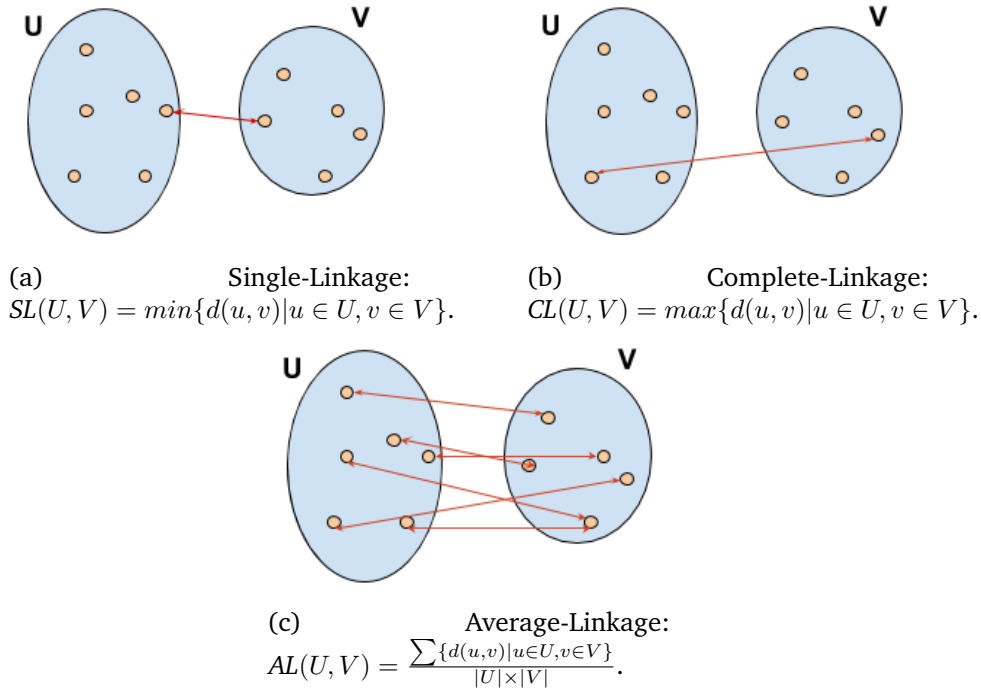 U
V
U
V
(a) Single-Linkage:
SL(U, V) = min{d(u, v)|u ∈ U, v ∈ V}.
(b) Complete-Linkage:
CL(U, V) = max{d(u, v)|u ∈ U, v ∈ V}.
U
V
(c) Average-Linkage:
AL(U, V) = ∑{d(u,v)|u∈U,v∈V} / |U|×|V|.